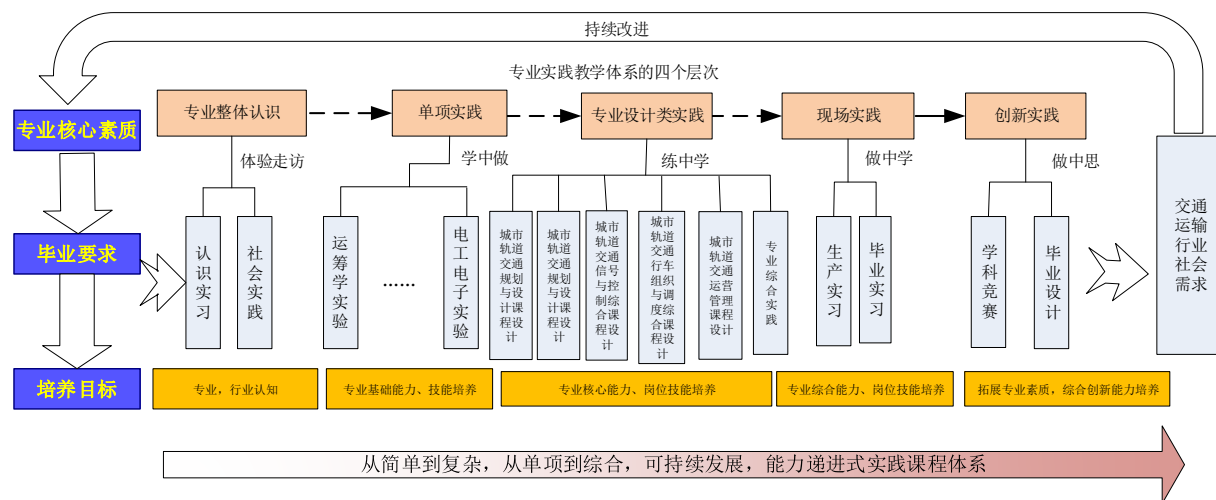 持续改进
专业实践教学体系的四个层次
专业核心素质
毕业要求
培养目标
专业整体认识
单项实践
专业设计类实践
现场实践
创新实践
体验走访
学中做
练中学
做中学
做中思
认识实习
社会实践
运筹学实验
……
电工电子实验
城市轨道交通规划与设计课程设计
城市轨道交通规划与设计课程设计
城市轨道交通信号与控制综合课程设计
城市轨道交通行车组织与调度综合课程设计
城市轨道交通运营管理课程设计
专业综合实践
生产实习
毕业实习
学科竞赛
毕业设计
交通
运输
行业
社会
需求
专业，行业认知
专业基础能力、技能培养
专业核心能力、岗位技能培养
专业综合能力、岗位技能培养
拓展专业素质，综合创新能力培养
从简单到复杂，从单项到综合，可持续发展，能力递进式实践课程体系